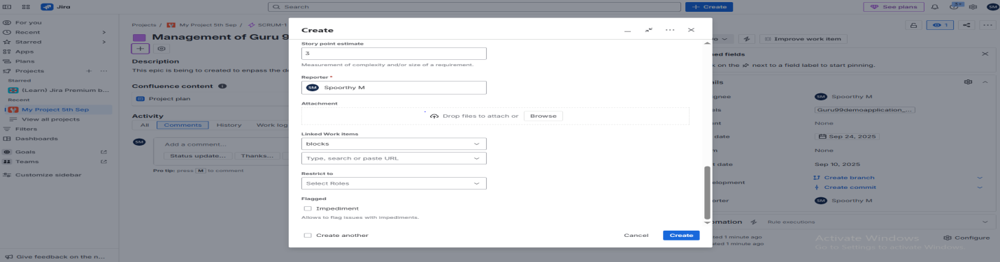 Jira
Search
+ Create
See plans
3+
SM
For you
Recent
Starred
Apps
Plans
Projects
Starred
(Learn) Jira Premium b...
Recent
My Project 5th Sep
View all projects
Filters
Dashboards
Goals
Teams
Customize sidebar
Give feedback on the n...
Projects / My Project 5th Sep / SCRUM-1
Management of Guru 9
Description
This epic is being to created to enpass the d
Confluence content
Project plan
Activity
All Comments History Work log
SM
Add a comment...
Status update... Thanks...
Pro tip: press M to comment
Create
Story point estimate
3
Measurement of complexity and/or size of a requirement.
Reporter *
SM Spoorthy M
Attachment
Drop files to attach or Browse
Linked Work items
blocks
Type, search or paste URL
Restrict to
Select Roles
Flagged
Impediment
Allows to flag issues with impediments.
Create another
Cancel Create
1
o Improve work item
ned fields
k on the next to a field label to start pinning.
ails
gnee SM Spoorthy M
els Guru99demoapplication_...
ent None
date Sep 24, 2025
m None
t date Sep 10, 2025
elopment Create branch
Create commit
orter SM Spoorthy M
omation Rule executions
ted 1 minute ago Configure
ated 1 minute ago
Activate Windows
Go to Settings to activate Windows.